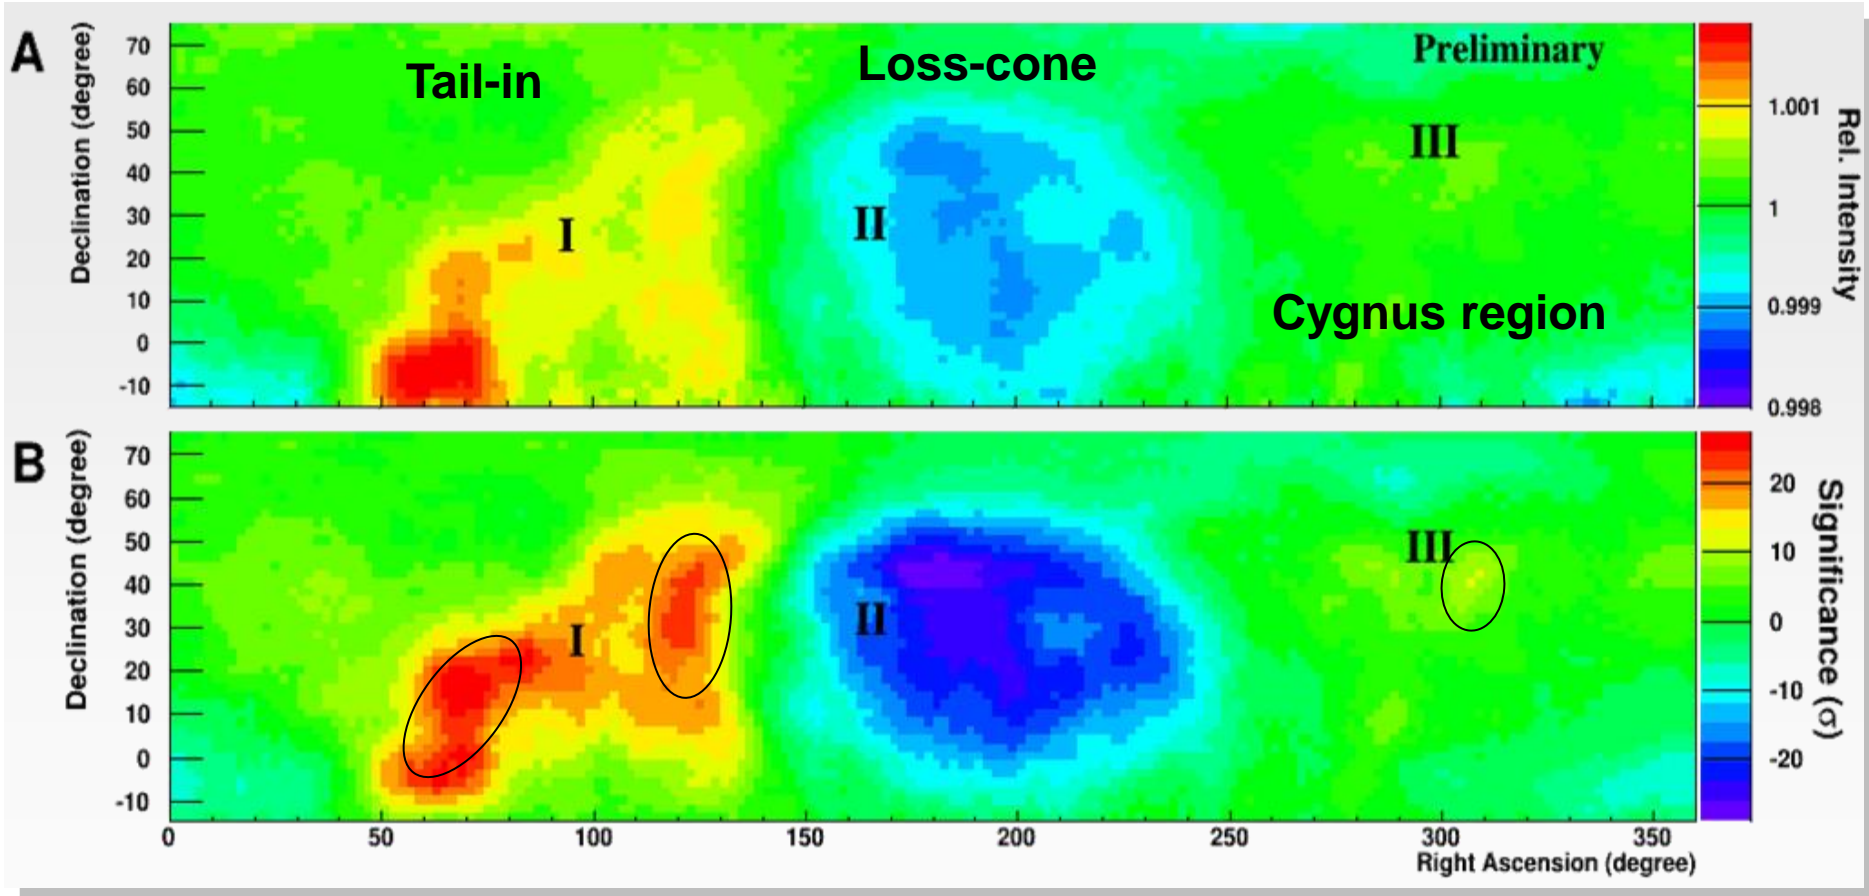 A
Declination (degree)
70
60
50
40
30
20
10
0
-10
Tail-in
Loss-cone
Preliminary
I
II
III
Cygnus region
1.001
1
0.999
0.998
Rel. Intensity
B
Declination (degree)
70
60
50
40
30
20
10
0
-10
I
II
III
20
10
0
-10
-20
Significance (σ)
0 50 100 150 200 250 300 350
Right Ascension (degree)